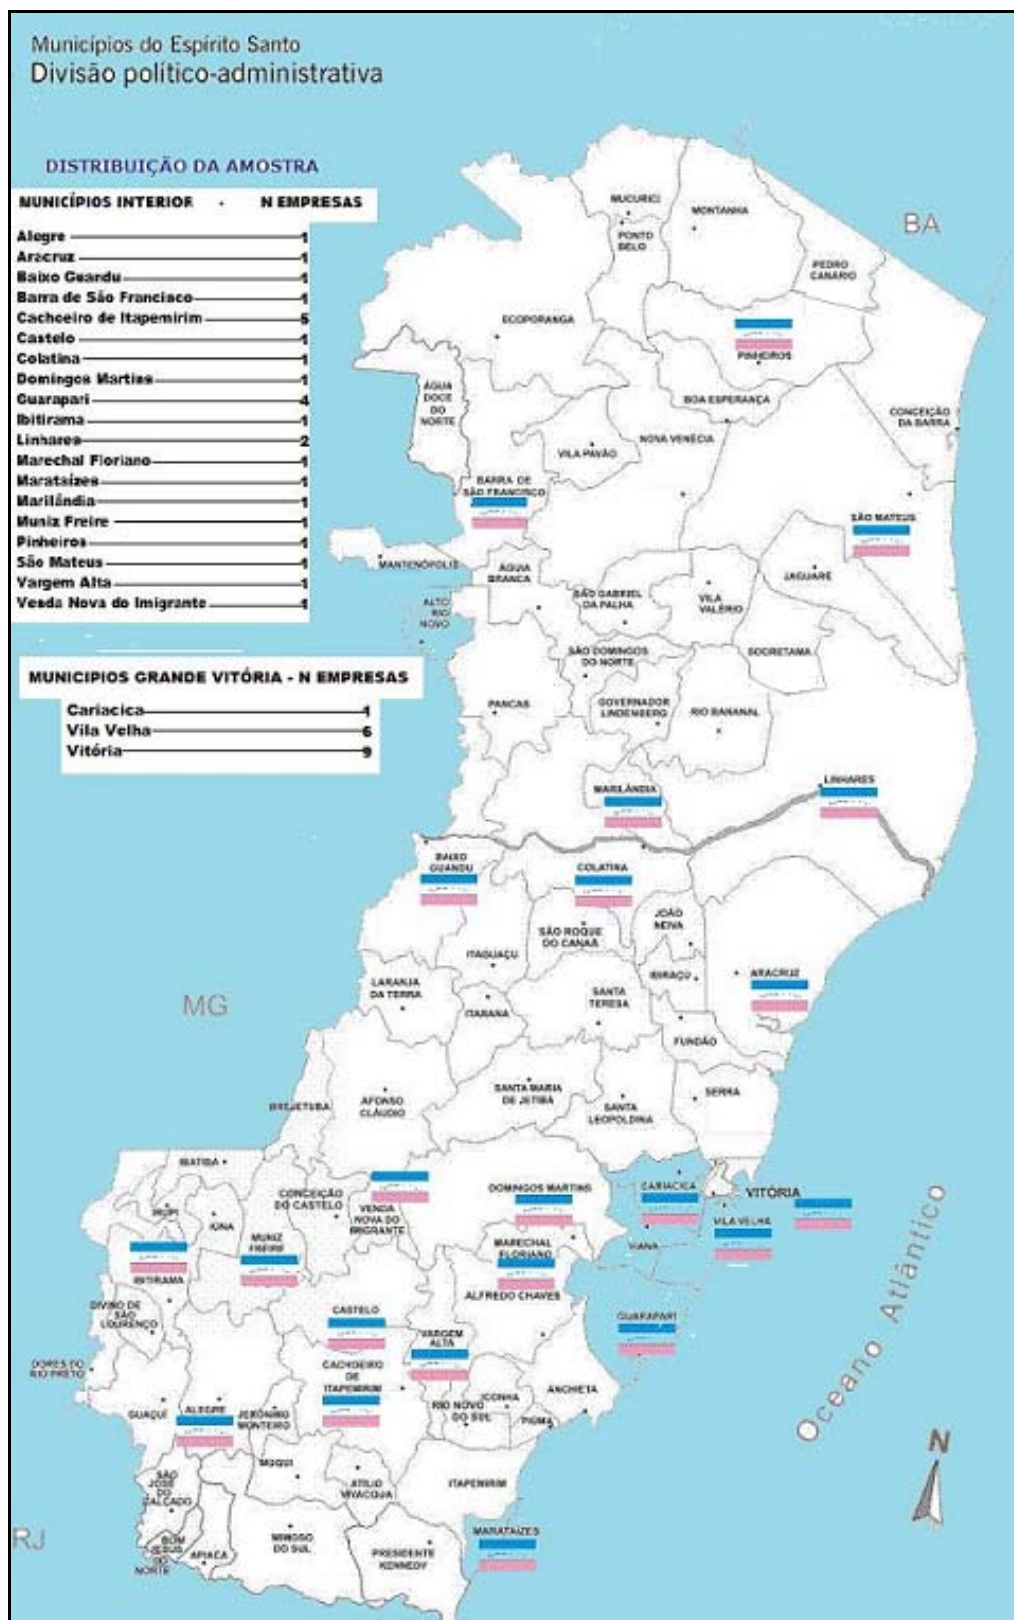 Municípios do Espírito Santo
Divisão político-administrativa
DISTRIBUIÇÃO DA AMOSTRA
MUNICÍPIOS INTERIOR - N EMPRESAS
Alegre 1
Aracruz 1
Baixo Guardu 1
Barra de São Francisco 1
Cachoeiro de Itapemirim 5
Castelo 1
Colatina 1
Domingos Martins 1
Guarapari 4
Ibitirama 1
Linhares 2
Marechal Floriano 1
Marataízes 1
Marilândia 1
Muniz Freire 1
Pinheiros 1
São Mateus 1
Vargem Alta 1
Venda Nova do Imigrante 1
MUNICIPIOS GRANDE VITÓRIA - N EMPRESAS
Cariacica 1
Vila Velha 6
Vitória 9
BA
MUCURICI
MONTANHA
PONTO
BELO
PEDRO
CANÁRIO
ECOPORANGA
PINHEIROS
ÁGUA
DOCE
DO
NORTE
BOA ESPERANÇA
CONCEIÇÃO
DA BARRA
NOVA VENÉCIA
VILA PAVÃO
BARRA DE
SÃO FRANCISCO
SÃO MATEUS
MANTENÓPOLIS
ÁGUIA
BRANCA
JAGUARÉ
ALTO
RIO
NOVO
SÃO GABRIEL
DA PALHA
VILA
VALÉRIO
SÃO DOMINGOS
DO NORTE
SOORETAMA
PANCAS
GOVERNADOR
LINDENBERG
RIO BANANAL
MARILÂNDIA
LINHARES
BAIXO
GUANDU
COLATINA
JOÃO
NEIVA
SÃO ROQUE
DO CANAÃ
ITAGUAÇU
IBIRAÇU
ARACRUZ
LARANJA
DA TERRA
SANTA
TERESA
ITARANA
MG
FUNDÃO
SANTA MARIA
DE JETIBÁ
SERRA
BREJETUBA
AFONSO
CLÁUDIO
SANTA
LEOPOLDINA
IBATIBA
CONCEIÇÃO
DO CASTELO
DOMINGOS MARTINS
CARIACICA
VITÓRIA
IRUPI
IÚNA
VENDA
NOVA DO
IMIGRANTE
VILA VELHA
MUNIZ
FREIRE
MARECHAL
FLORIANO
VIANA
IBITIRAMA
ALFREDO CHAVES
DIVINO DE
SÃO
LOURENÇO
CASTELO
GUARAPARI
VARGEM
ALTA
DORES DO
RIO PRETO
CACHOEIRO
DE
ITAPEMIRIM
ANCHIETA
ICONHA
RIO NOVO
DO SUL
GUAÇUÍ
ALEGRE
JERÔNIMO
MONTEIRO
PIÚMA
Oceano Atlântico
N
MUQUI
SÃO
JOSÉ
DO
CALÇADO
ATÍLIO
VIVACQUA
ITAPEMIRIM
RJ
BOM
JESUS
DO
NORTE
APIACÁ
MIMOSO
DO SUL
PRESIDENTE
KENNEDY
MARATAÍZES